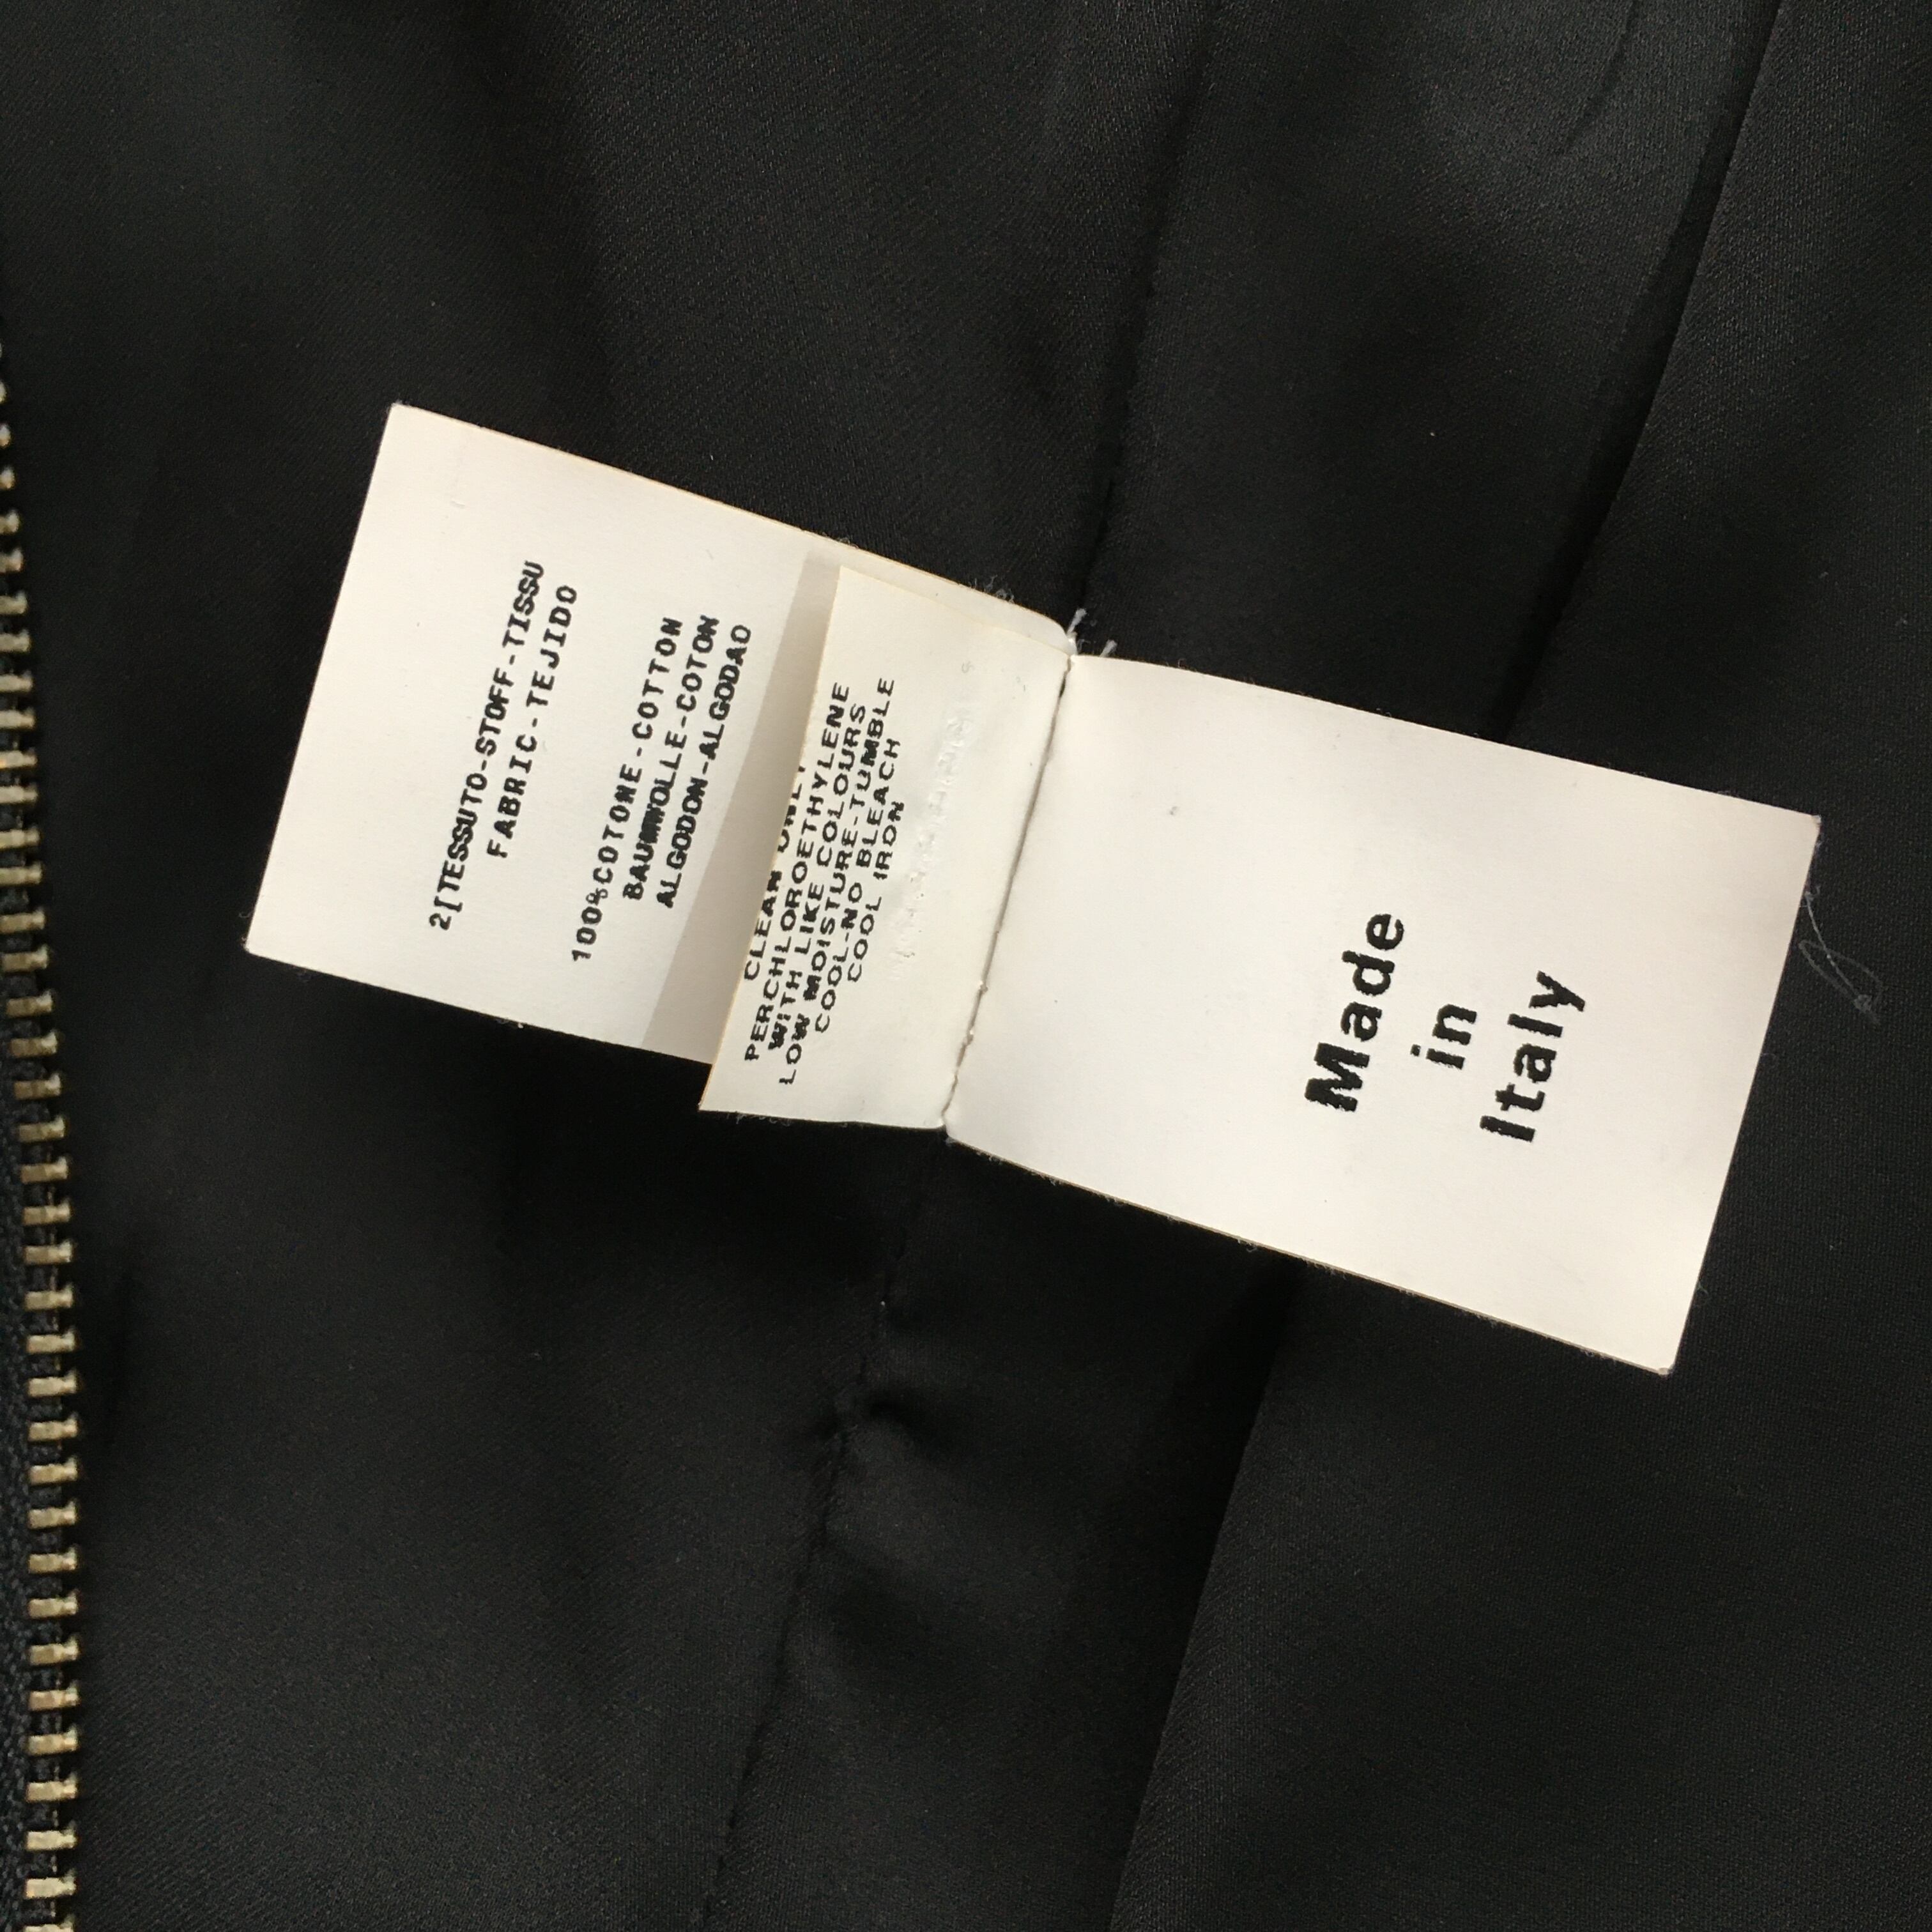 2[TESSUTO-STOFF-TISSU
FABRIC-TEJIDO
100%COTONE-COTTON
BAUMWOLLE-COTON
ALGODON-ALGODAO
CLEAN ONLY
PERCHLOROETHYLENE
WITH LIKE COLOURS
LOW MOISTURE-TUMBLE
COOL-NO BLEACH
COOL IRON
Made
in
Italy